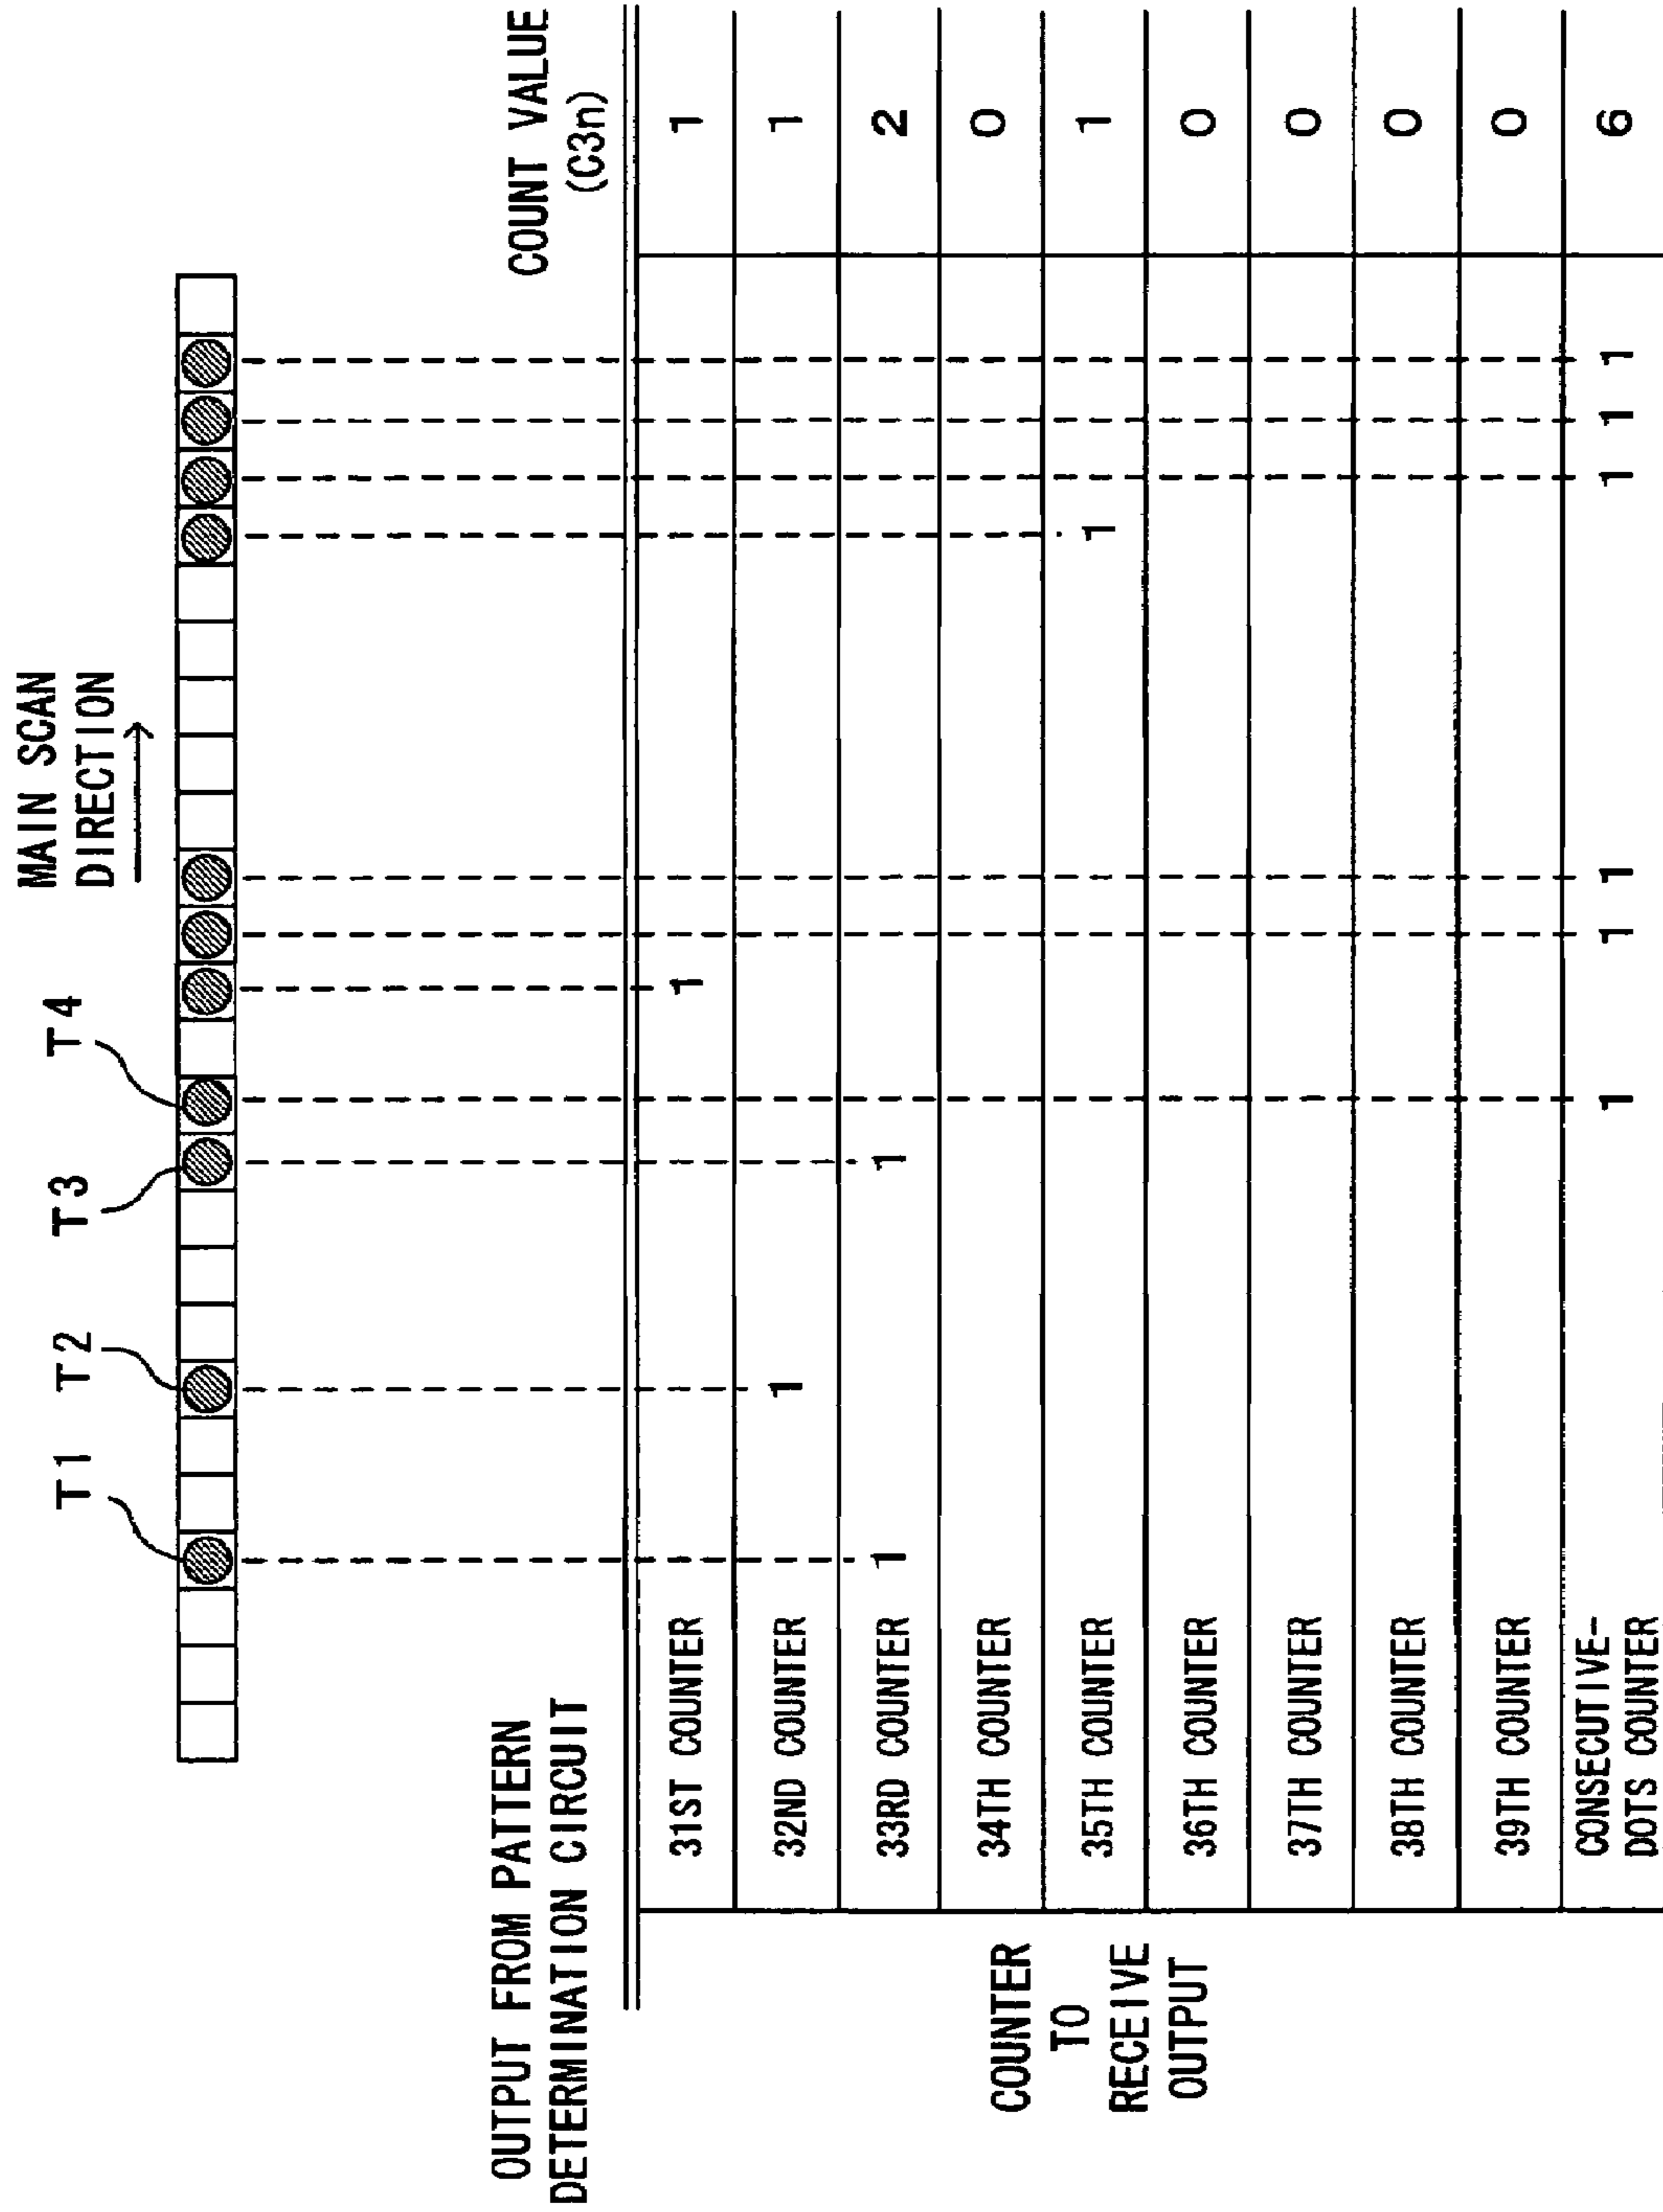 MAIN SCAN
DIRECTION
T1 T2 T3 T4
OUTPUT FROM PATTERN
DETERMINATION CIRCUIT
COUNT VALUE
(C3n)
COUNTER
TO
RECEIVE
OUTPUT
31ST COUNTER 1 1
32ND COUNTER 1 1
33RD COUNTER 1 1 2
34TH COUNTER 0
35TH COUNTER 1 1
36TH COUNTER 0
37TH COUNTER 0
38TH COUNTER 0
39TH COUNTER 0
CONSECUTIVE-
DOTS COUNTER 1 1 1 1 1 1 6